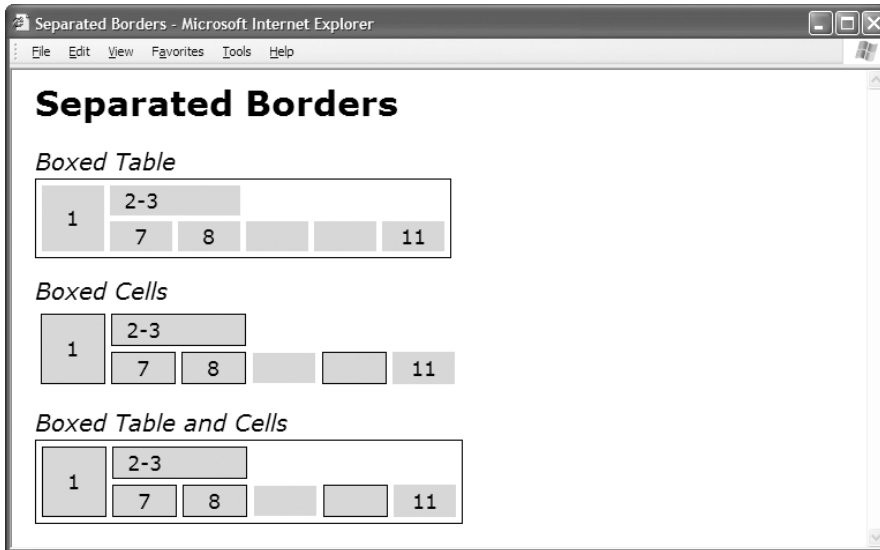 Separated Borders - Microsoft Internet Explorer
File Edit View Favorites Tools Help
Separated Borders
Boxed Table
1
2-3
7 8 11
Boxed Cells
1
2-3
7 8 11
Boxed Table and Cells
1
2-3
7 8 11